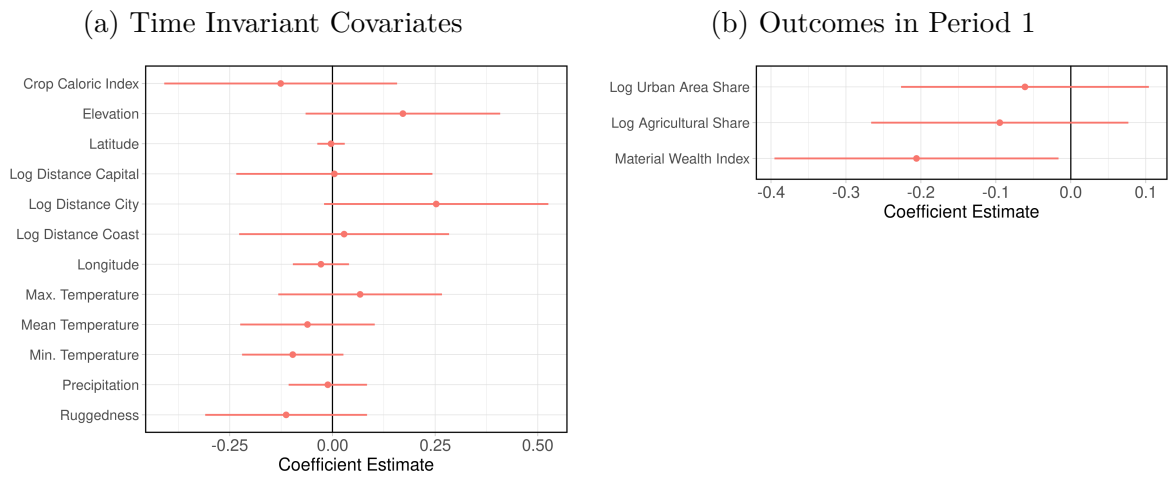 (a) Time Invariant Covariates
Crop Caloric Index
Elevation
Latitude
Log Distance Capital
Log Distance City
Log Distance Coast
Longitude
Max. Temperature
Mean Temperature
Min. Temperature
Precipitation
Ruggedness
-0.25 0.00 0.25 0.50
Coefficient Estimate
(b) Outcomes in Period 1
Log Urban Area Share
Log Agricultural Share
Material Wealth Index
-0.4 -0.3 -0.2 -0.1 0.0 0.1
Coefficient Estimate